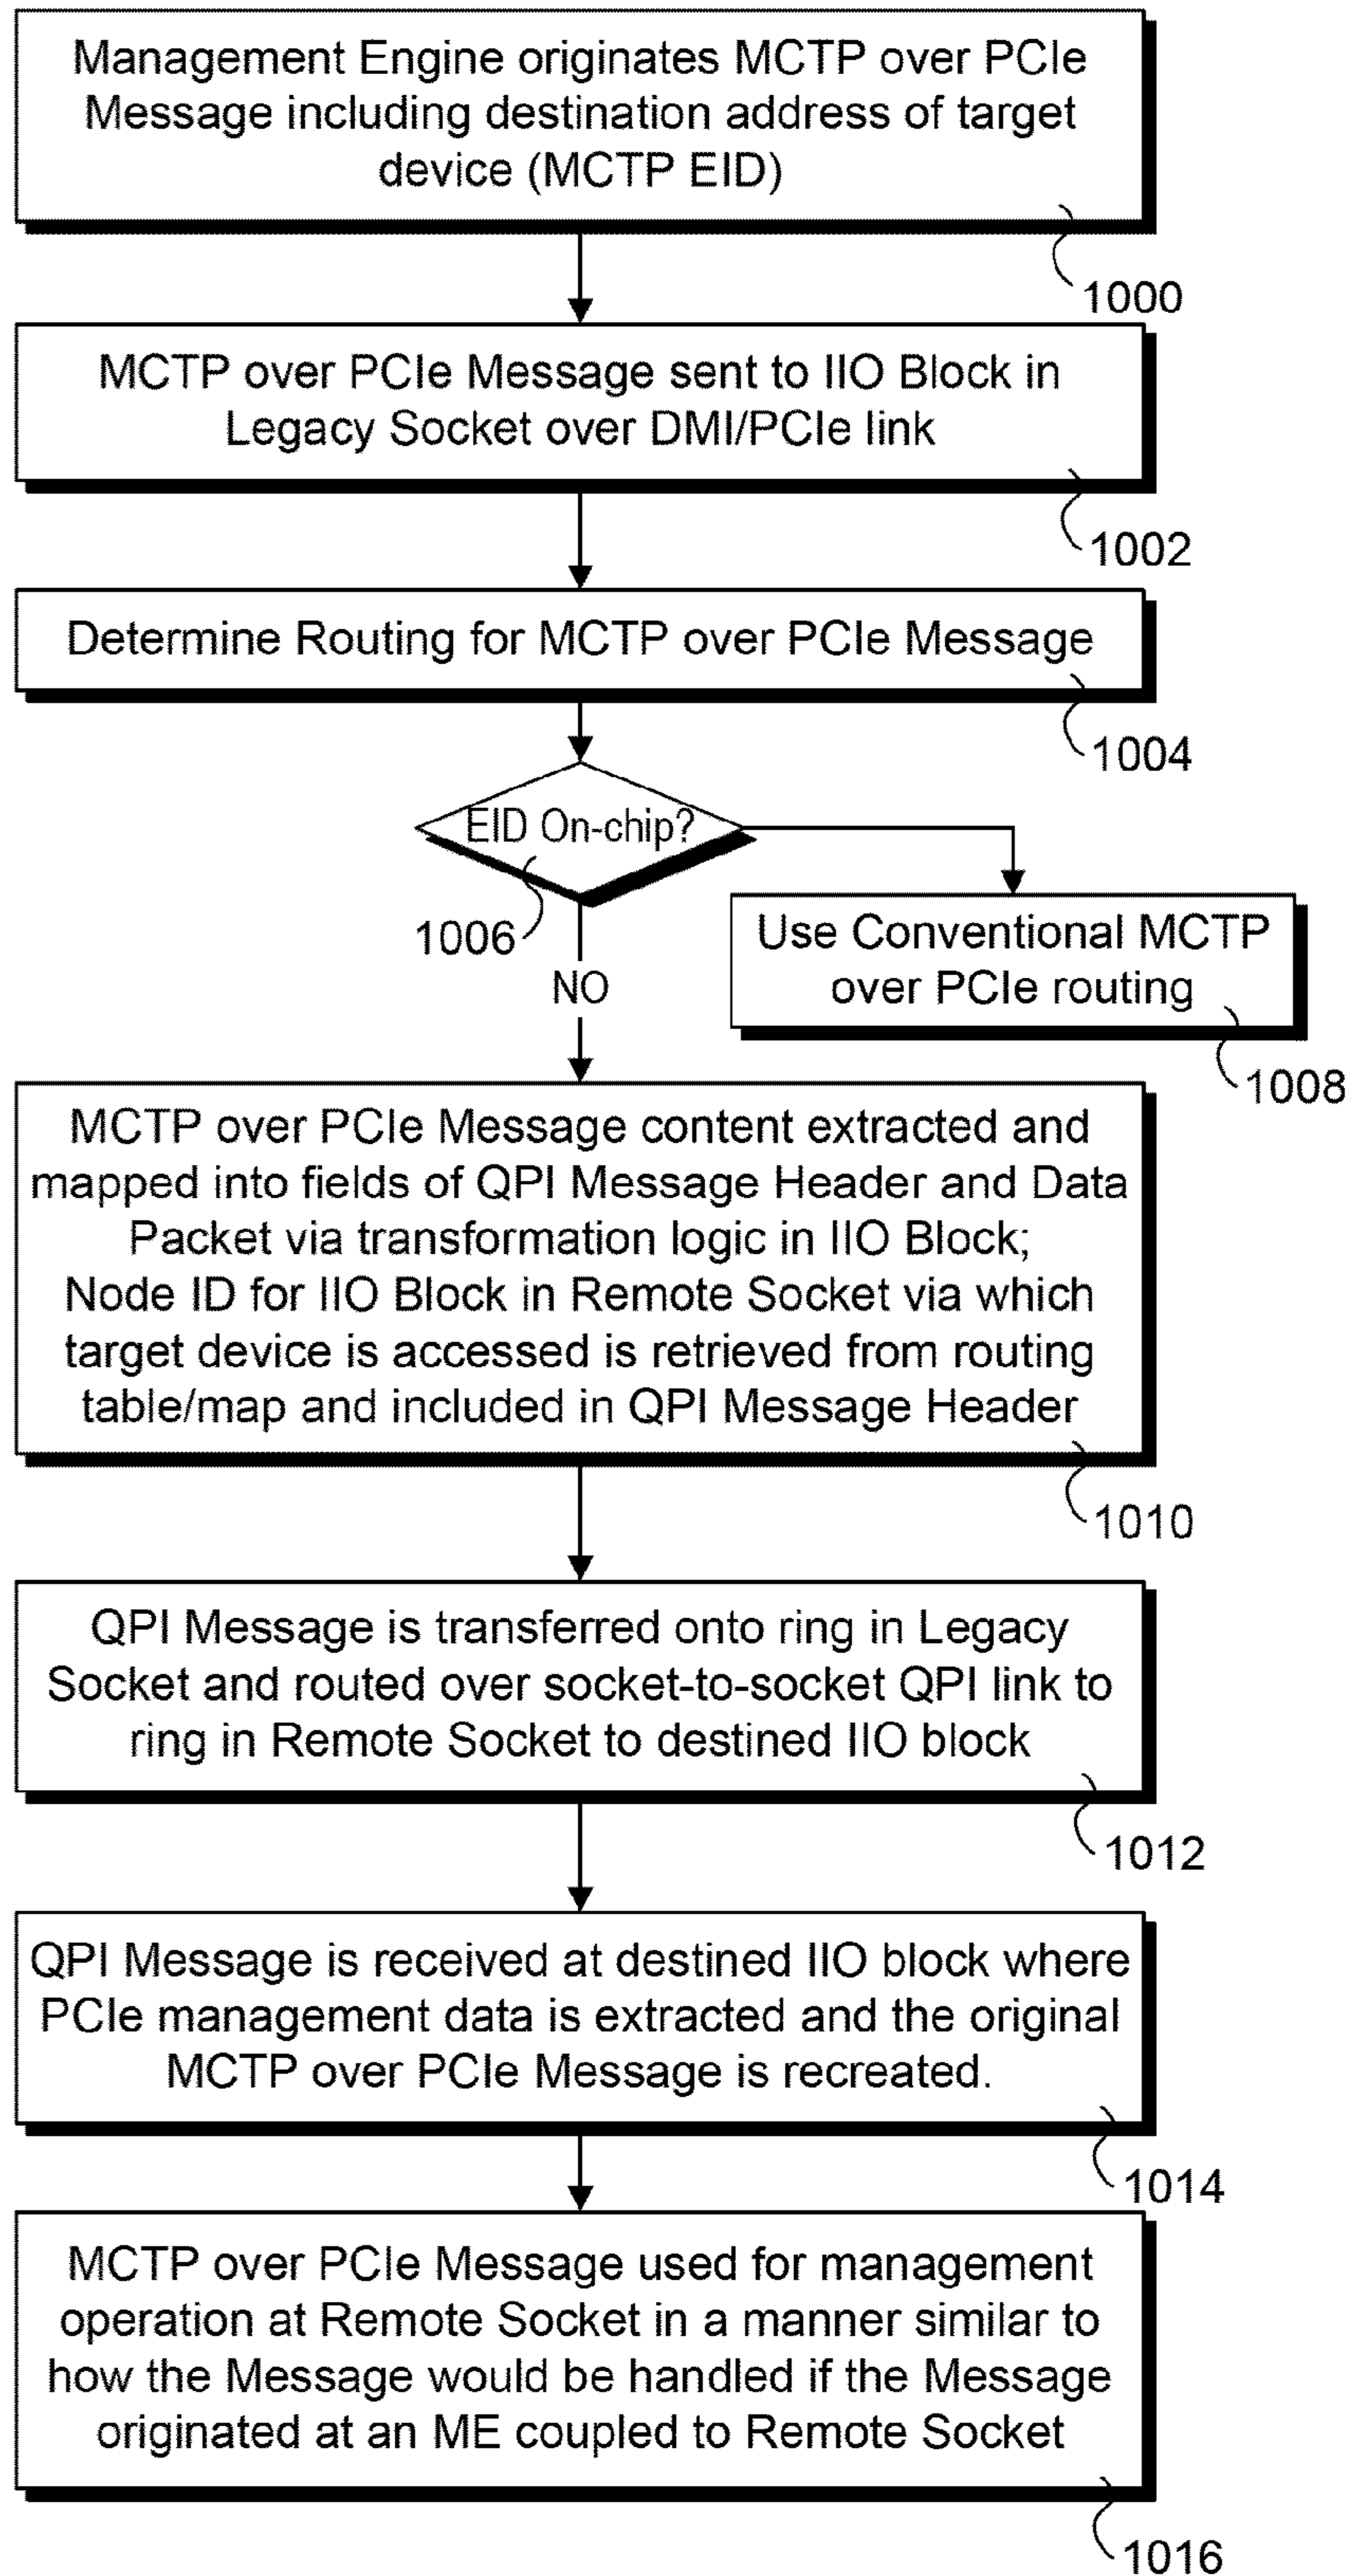 Management Engine originates MCTP over PCIe
Message including destination address of target
device (MCTP EID)
1000
MCTP over PCIe Message sent to IIO Block in
Legacy Socket over DMI/PCIe link
1002
Determine Routing for MCTP over PCIe Message
1004
EID On-chip?
1006
NO
Use Conventional MCTP
over PCIe routing
1008
MCTP over PCIe Message content extracted and
mapped into fields of QPI Message Header and Data
Packet via transformation logic in IIO Block;
Node ID for IIO Block in Remote Socket via which
target device is accessed is retrieved from routing
table/map and included in QPI Message Header
1010
QPI Message is transferred onto ring in Legacy
Socket and routed over socket-to-socket QPI link to
ring in Remote Socket to destined IIO block
1012
QPI Message is received at destined IIO block where
PCIe management data is extracted and the original
MCTP over PCIe Message is recreated.
1014
MCTP over PCIe Message used for management
operation at Remote Socket in a manner similar to
how the Message would be handled if the Message
originated at an ME coupled to Remote Socket
1016